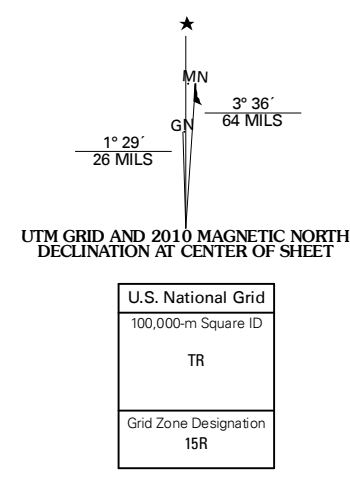 MN
3° 36´
64 MILS
GN
1° 29´
26 MILS
UTM GRID AND 2010 MAGNETIC NORTH
DECLINATION AT CENTER OF SHEET
U.S. National Grid
100,000-m Square ID
TR
Grid Zone Designation
15R